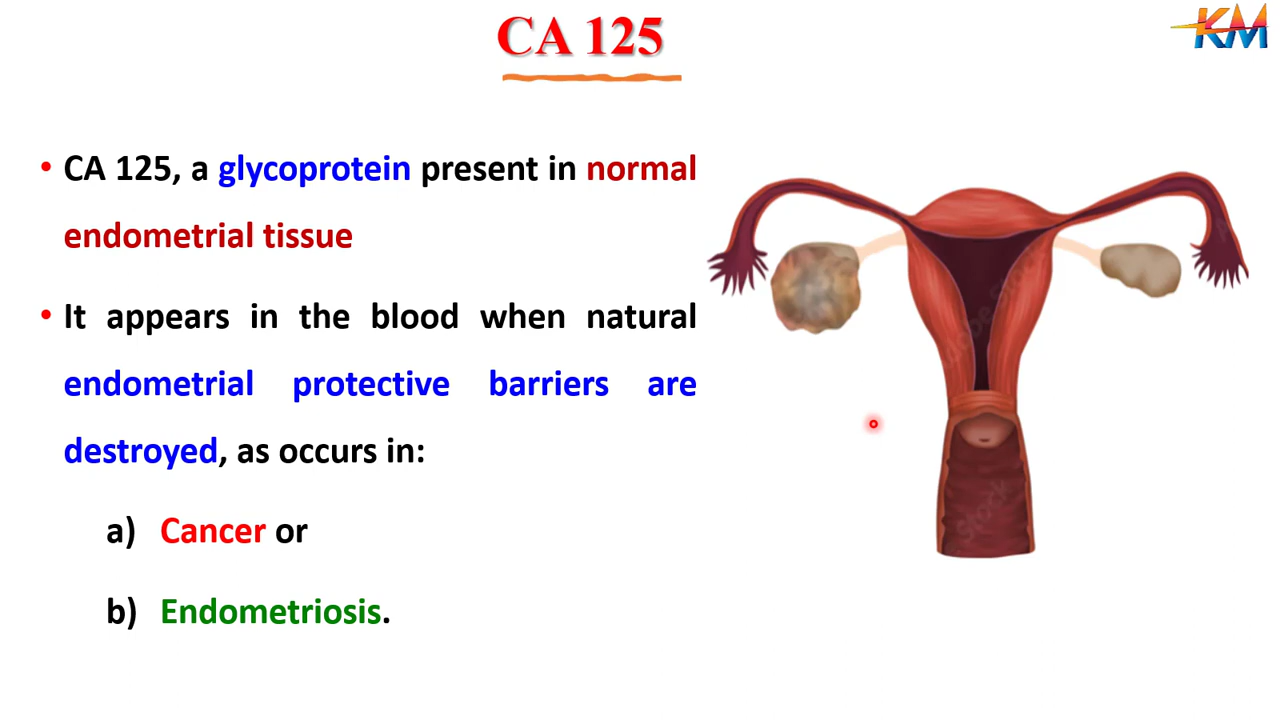 CA 125
KM
• CA 125, a glycoprotein present in normal
endometrial tissue
• It appears in the blood when natural
endometrial protective barriers are
destroyed, as occurs in:
a) Cancer or
b) Endometriosis.